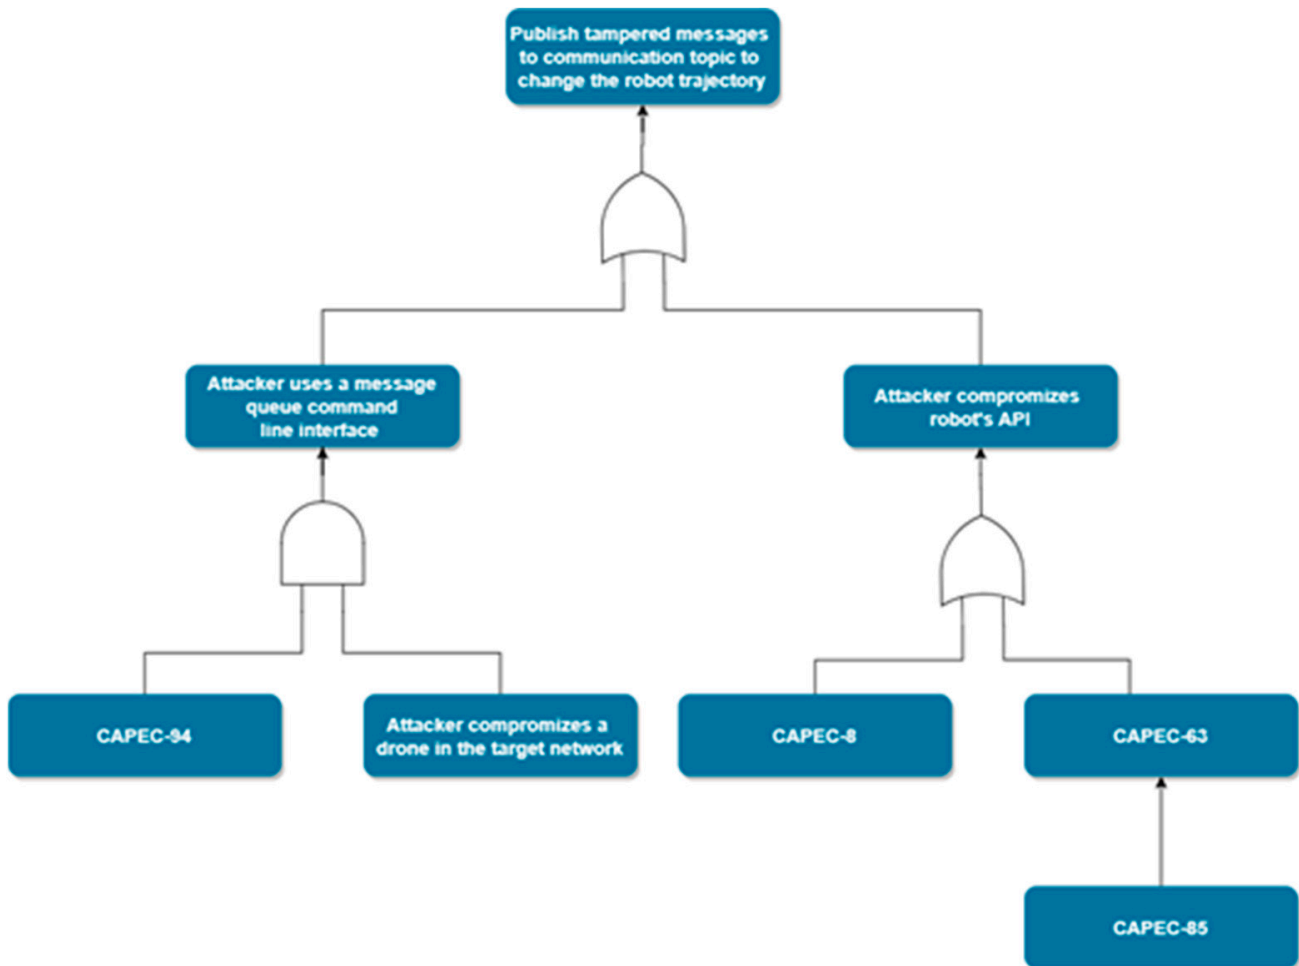 Publish tampered messages
to communication topic to
change the robot trajectory
Attacker uses a message
queue command
line interface
Attacker compromizes
robot's API
CAPEC-94
Attacker compromizes a
drone in the target network
CAPEC-8
CAPEC-63
CAPEC-85